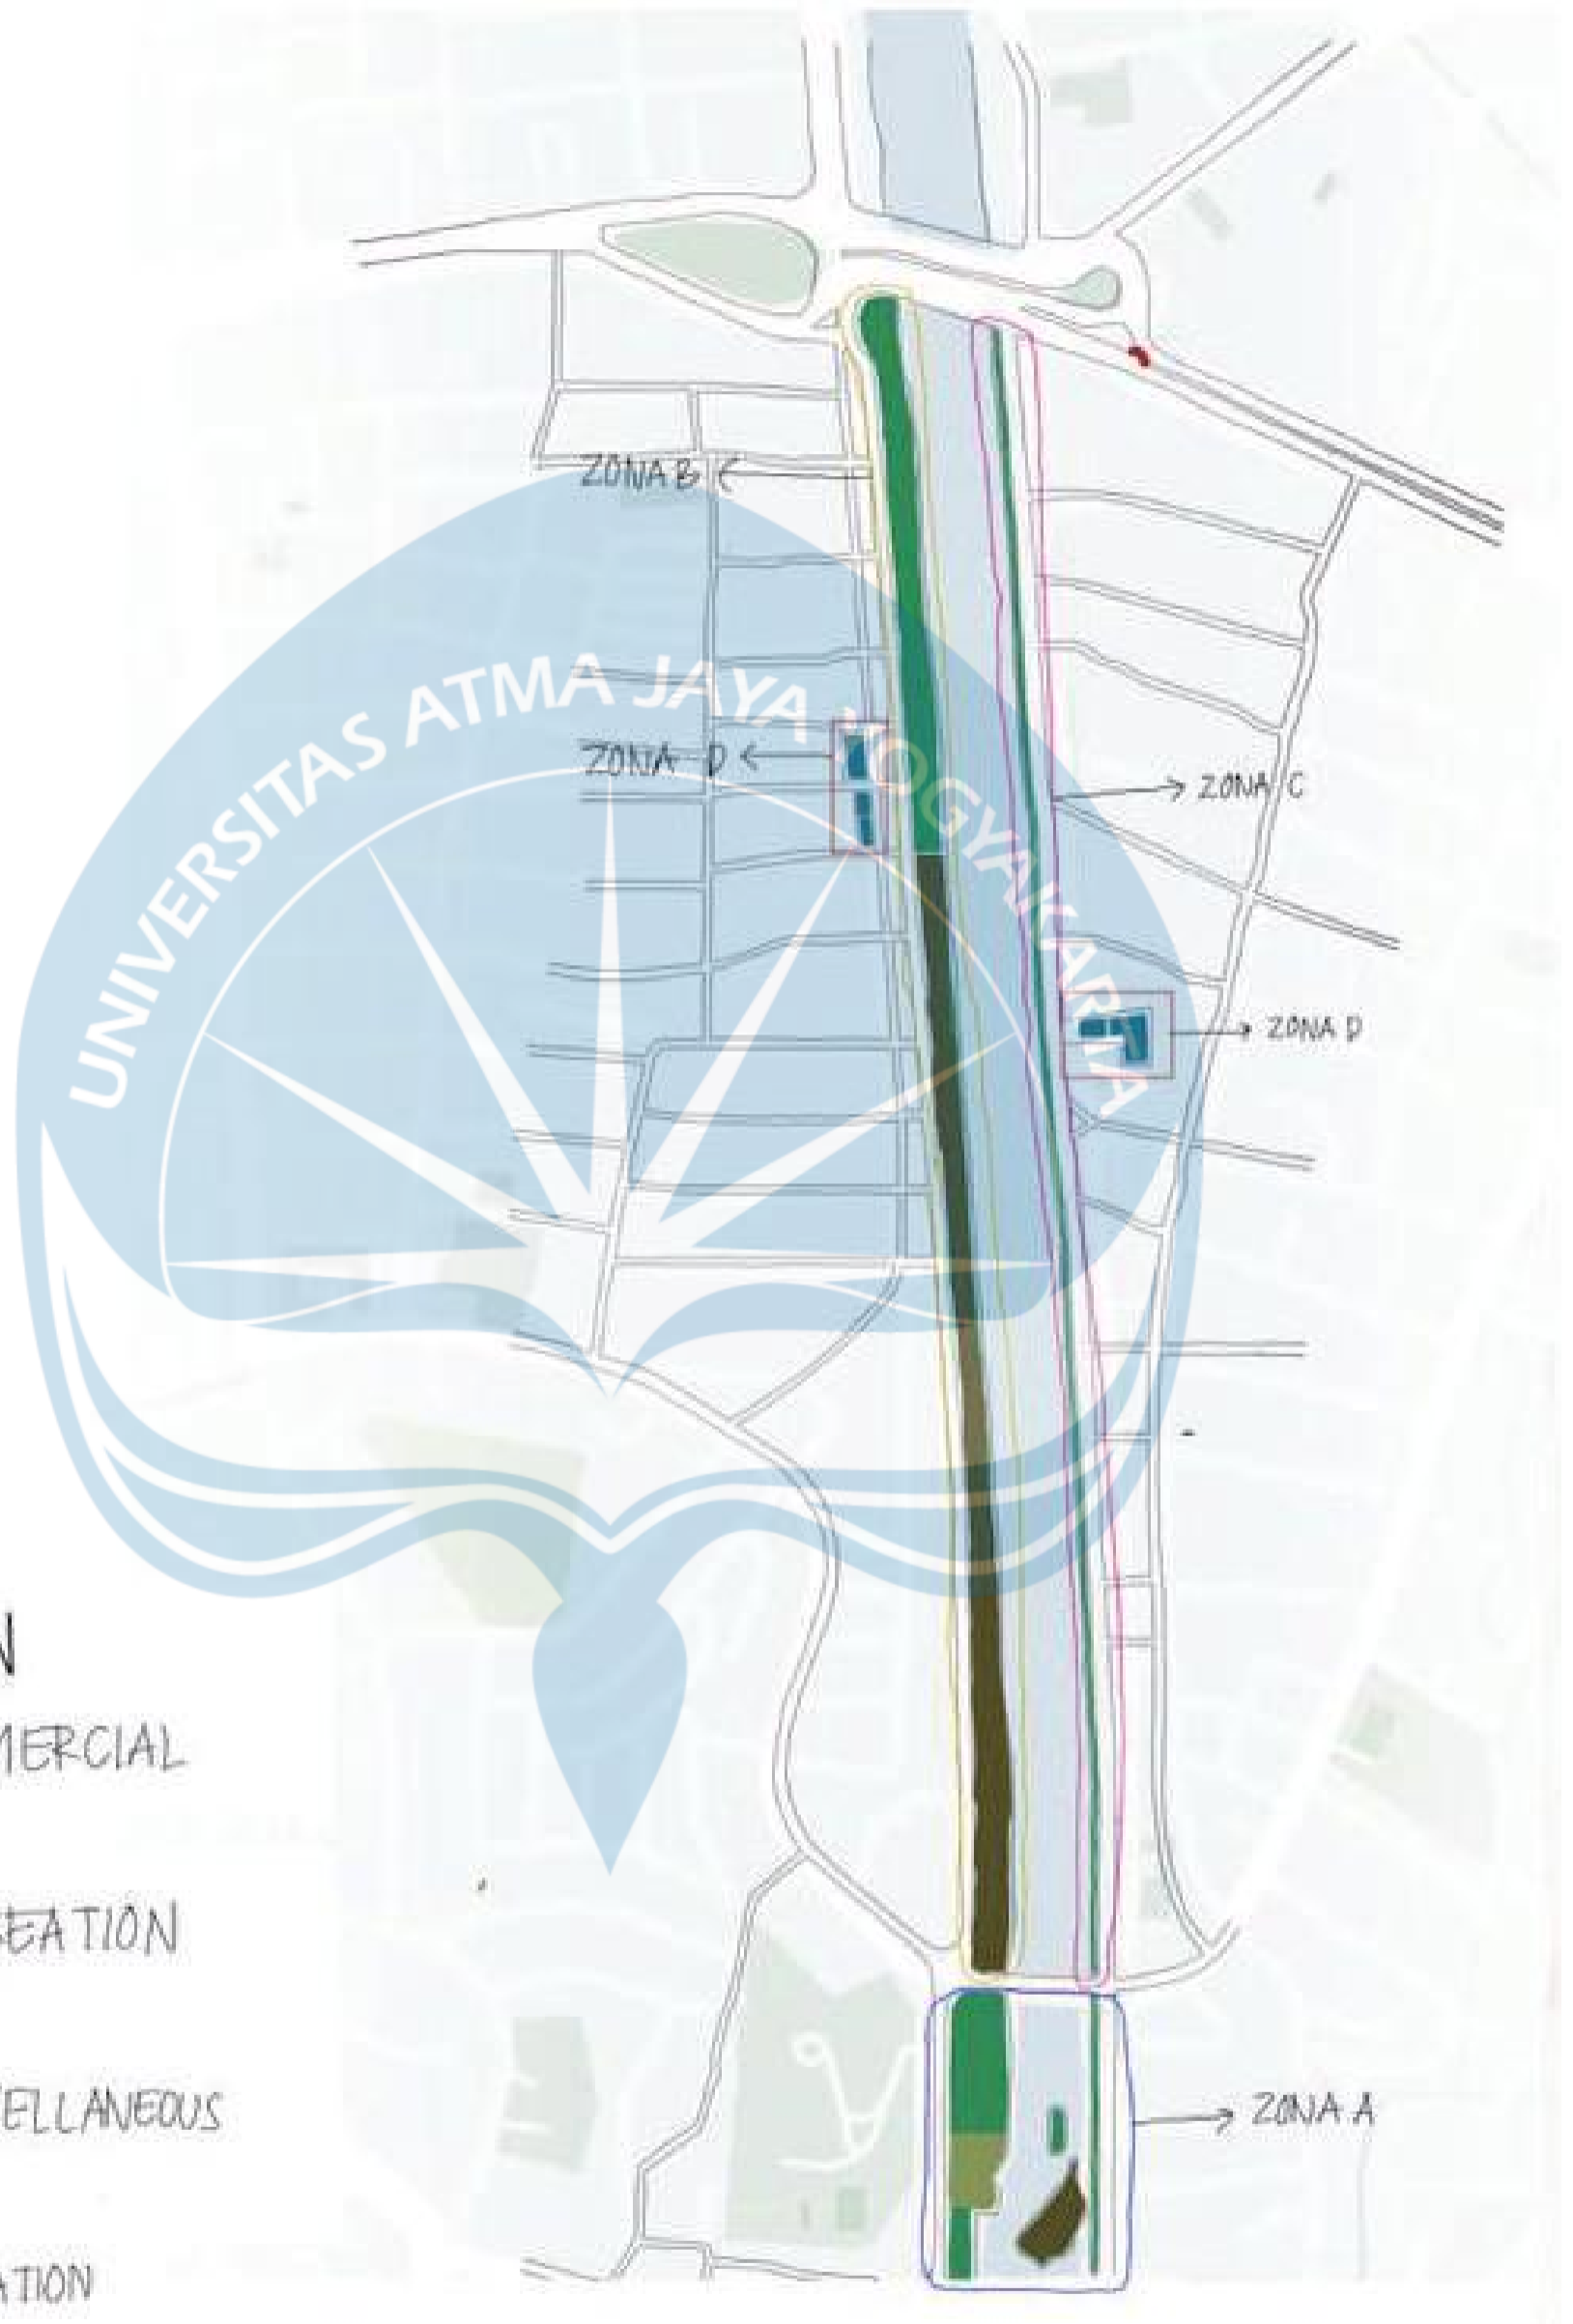 ZONA B
UNIVERSITAS ATMA JAYA YOGYAKARTA
ZONA D
ZONA C
ZONA D
N
MERCIAL
EATION
ELLANEOUS
ZONA A
ATION